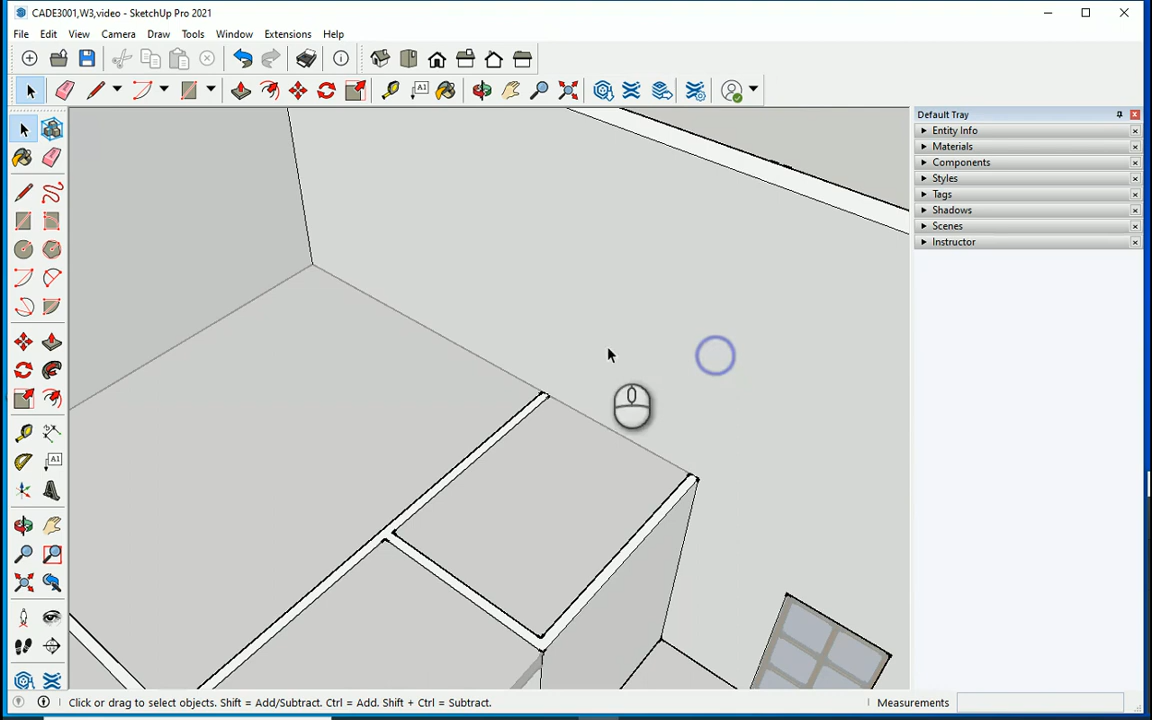 CADE3001,W3,video - SketchUp Pro 2021
File Edit View Camera Draw Tools Window Extensions Help
A1
Default Tray
Entity Info
Materials
Components
Styles
Tags
Shadows
Scenes
Instructor
A1
Click or drag to select objects. Shift = Add/Subtract. Ctrl = Add. Shift + Ctrl = Subtract.
Measurements